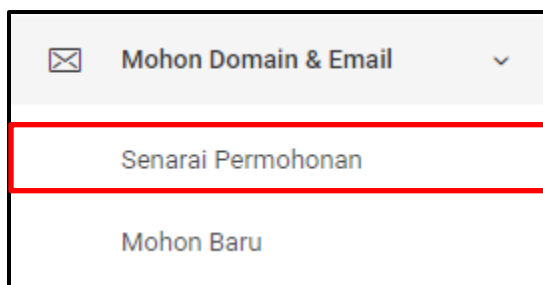 Mohon Domain & Email
Senarai Permohonan
Mohon Baru